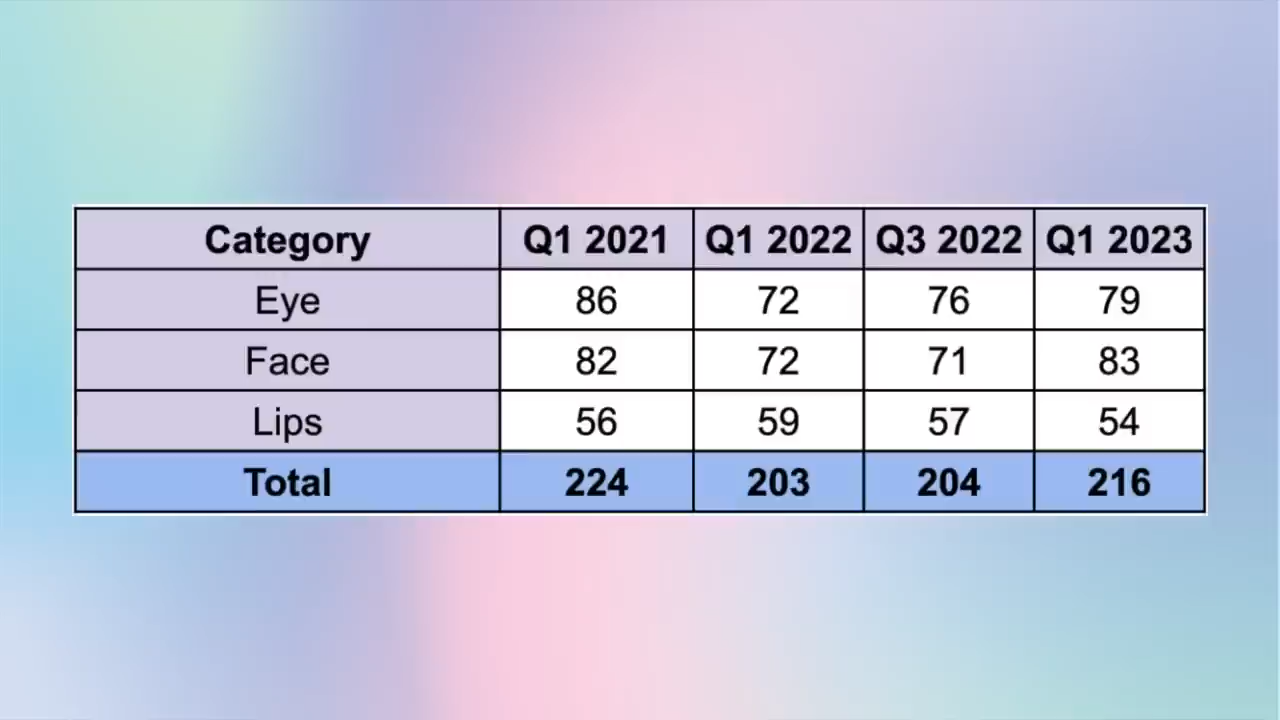 Category Q1 2021 Q1 2022 Q3 2022 Q1 2023
Eye 86 72 76 79
Face 82 72 71 83
Lips 56 59 57 54
Total 224 203 204 216